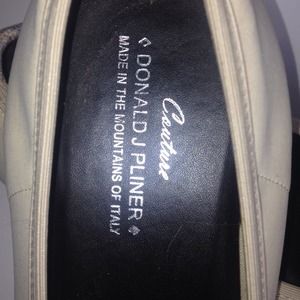 Couture
♠ DONALD J PLINER ♠
MADE IN THE MOUNTAINS OF ITALY